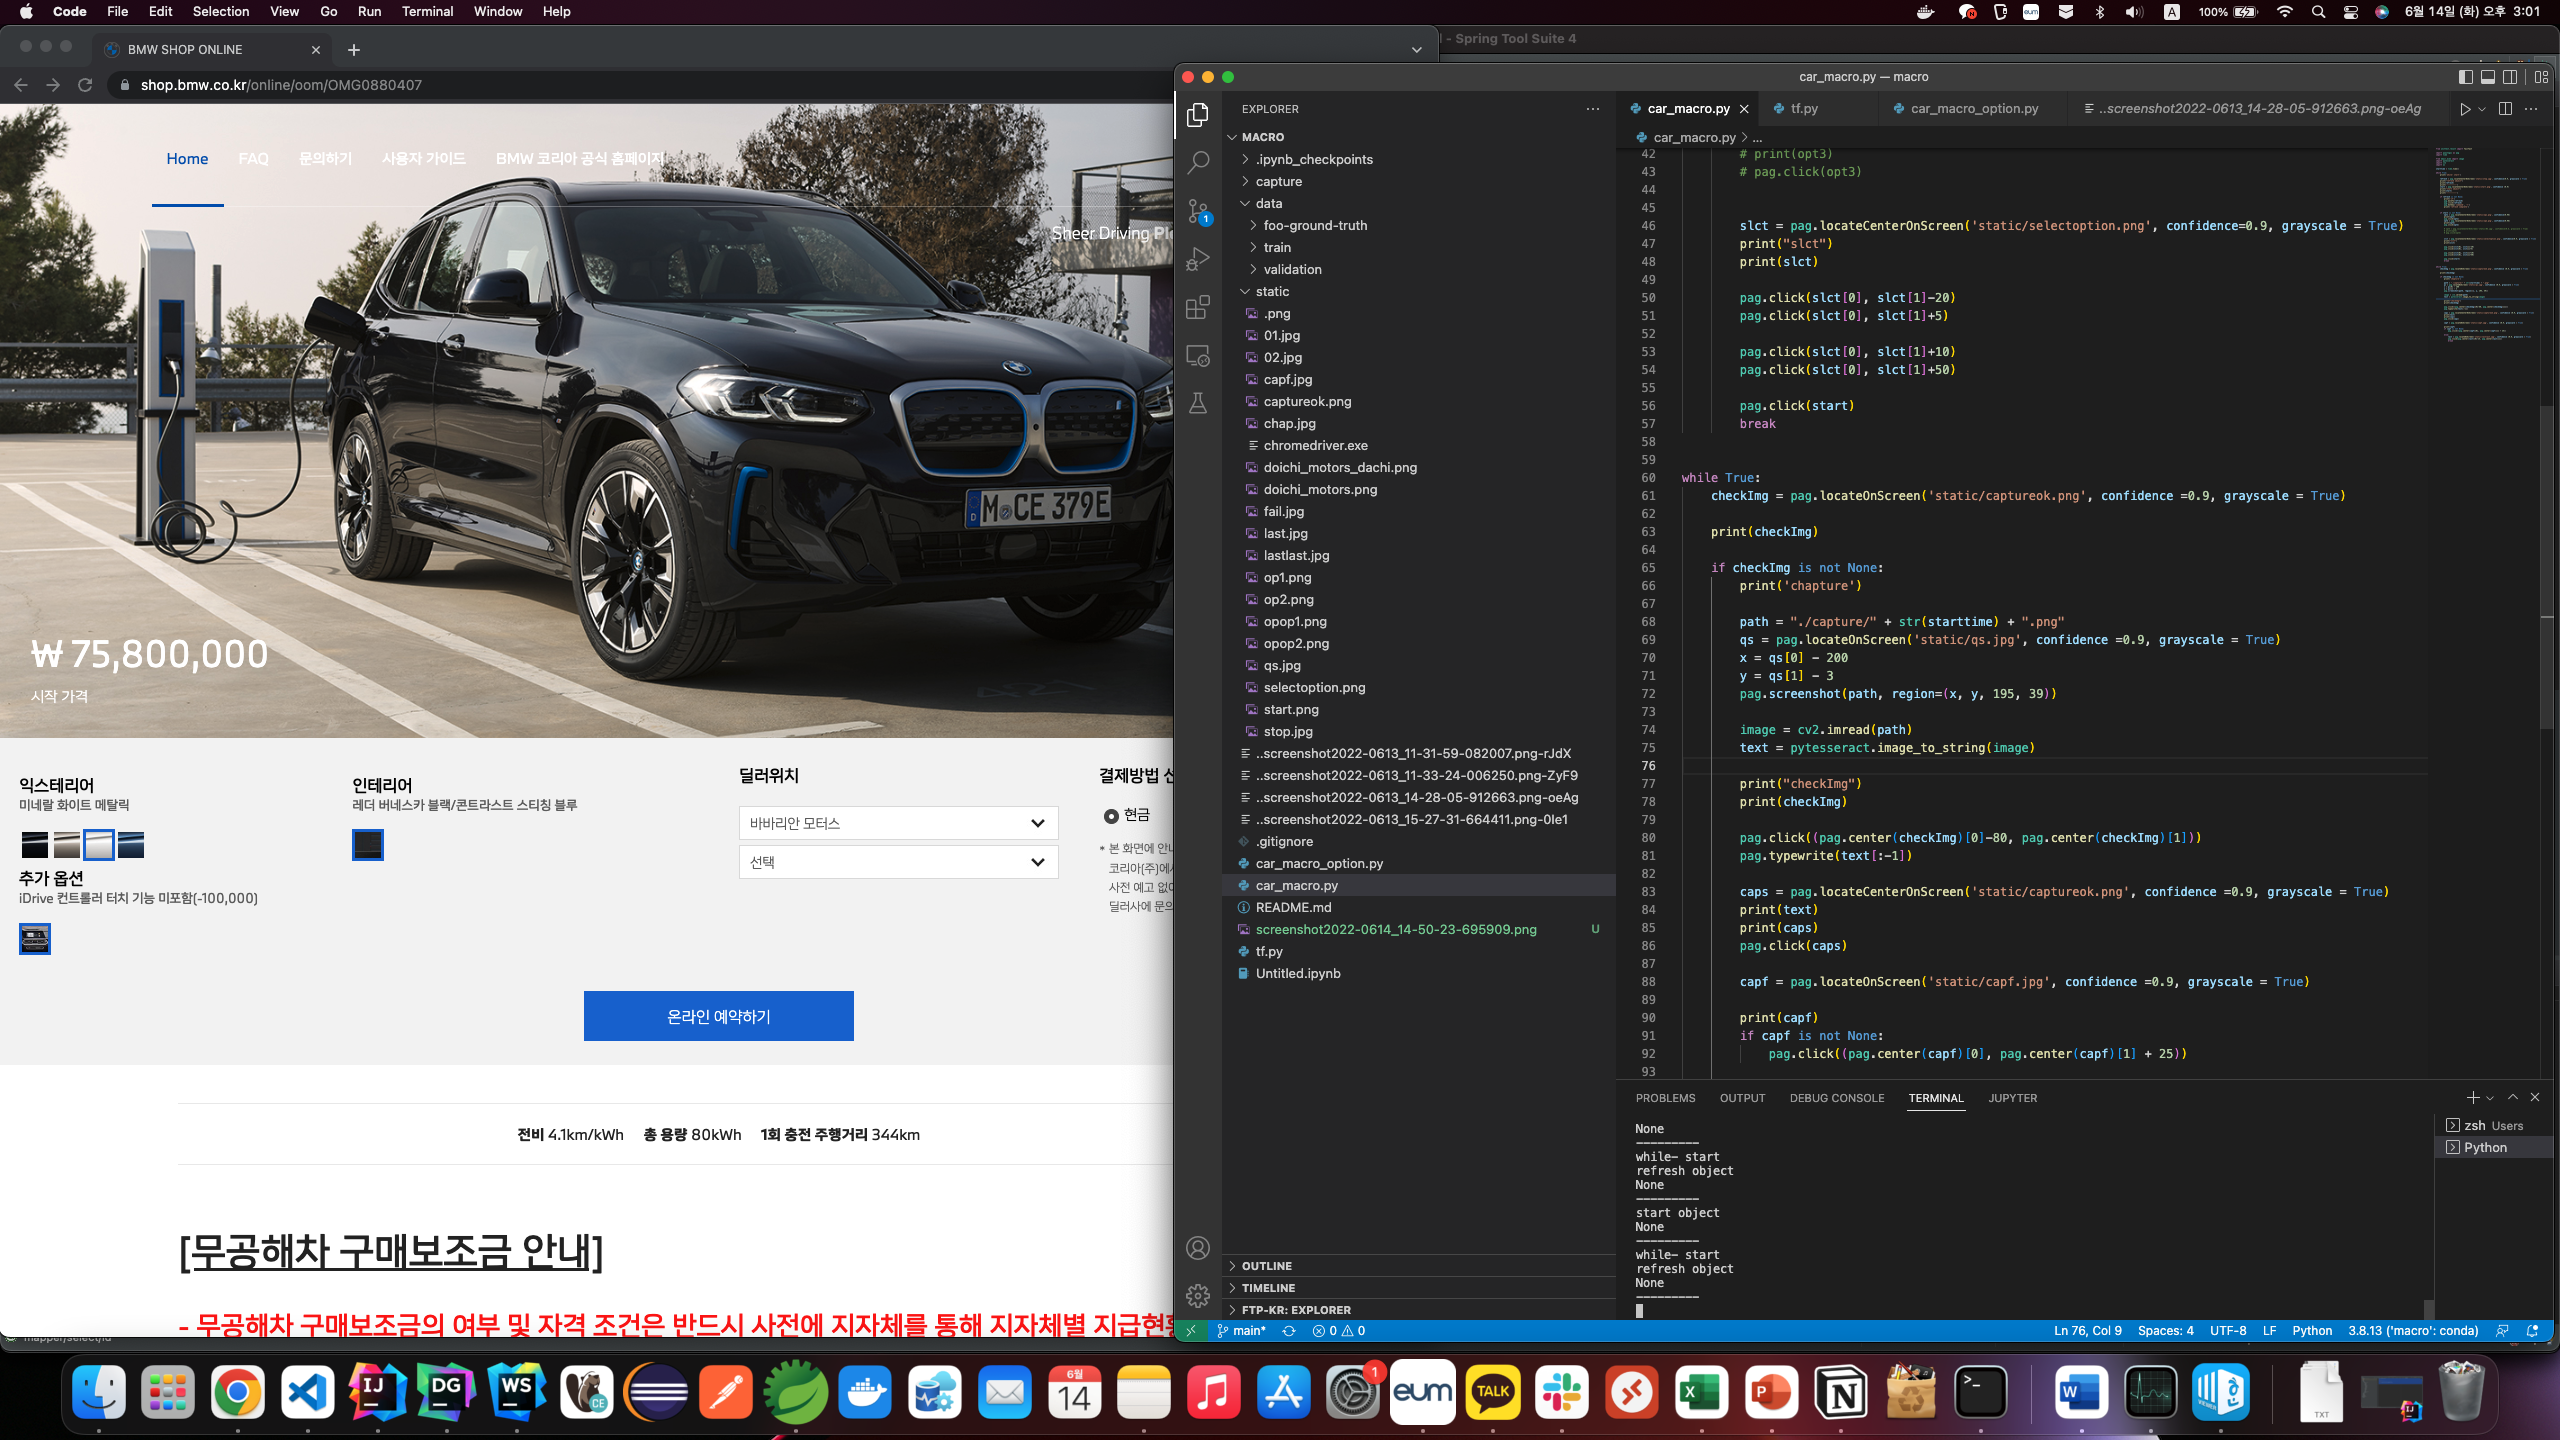 Code File Edit Selection View Go Run Terminal Window Help
eum A 100% 6월 14일 (화) 오후 3:01
BMW SHOP ONLINE
- Spring Tool Suite 4
shop.bmw.co.kr/online/oom/OMG0880407
Home FAQ 문의하기 사용자 가이드 BMW 코리아 공식 홈페이지
Sheer Driving
M CE 379E
₩ 75,800,000
시작 가격
익스테리어
미네랄 화이트 메탈릭
추가 옵션
iDrive 컨트롤러 터치 기능 미포함(-100,000)
인테리어
레더 버네스카 블랙/콘트라스트 스티칭 블루
딜러위치
바바리안 모터스
선택
결제방법
현금
* 본 화면에
코리아(주)에
사전 예고 없이
딜러사에
온라인 예약하기
전비 4.1km/kWh 총 용량 80kWh 1회 충전 주행거리 344km
[무공해차 구매보조금 안내]
- 무공해차 구매보조금의 여부 및 자격 조건은 반드시 사전에 지자체를 통해 지자체별
mapper/select/id
car_macro.py — macro
EXPLORER
MACRO
.ipynb_checkpoints
capture
data
foo-ground-truth
train
validation
static
.png
01.jpg
02.jpg
capf.jpg
captureok.png
chap.jpg
chromedriver.exe
doichi_motors_dachi.png
doichi_motors.png
fail.jpg
last.jpg
lastlast.jpg
op1.png
op2.png
opop1.png
opop2.png
qs.jpg
selectoption.png
start.png
stop.jpg
..screenshot2022-0613_11-31-59-082007.png-rJdX
..screenshot2022-0613_11-33-24-006250.png-ZyF9
..screenshot2022-0613_14-28-05-912663.png-oeAg
..screenshot2022-0613_15-27-31-664411.png-0Ie1
.gitignore
car_macro_option.py
car_macro.py
README.md
screenshot2022-0614_14-50-23-695909.png U
tf.py
Untitled.ipynb
OUTLINE
TIMELINE
FTP-KR: EXPLORER
1
car_macro.py tf.py car_macro_option.py ..screenshot2022-0613_14-28-05-912663.png-oeAg
car_macro.py > ...
42 # print(opt3)
43 # pag.click(opt3)
44
45
46 slct = pag.locateCenterOnScreen('static/selectoption.png', confidence=0.9, grayscale = True)
47 print("slct")
48 print(slct)
49
50 pag.click(slct[0], slct[1]-20)
51 pag.click(slct[0], slct[1]+5)
52
53 pag.click(slct[0], slct[1]+10)
54 pag.click(slct[0], slct[1]+50)
55
56 pag.click(start)
57 break
58
59
60 while True:
61 checkImg = pag.locateOnScreen('static/captureok.png', confidence =0.9, grayscale = True)
62
63 print(checkImg)
64
65 if checkImg is not None:
66 print('chapture')
67
68 path = "./capture/" + str(starttime) + ".png"
69 qs = pag.locateOnScreen('static/qs.jpg', confidence =0.9, grayscale = True)
70 x = qs[0] - 200
71 y = qs[1] - 3
72 pag.screenshot(path, region=(x, y, 195, 39))
73
74 image = cv2.imread(path)
75 text = pytesseract.image_to_string(image)
76
77 print("checkImg")
78 print(checkImg)
79
80 pag.click((pag.center(checkImg)[0]-80, pag.center(checkImg)[1]))
81 pag.typewrite(text[:-1])
82
83 caps = pag.locateCenterOnScreen('static/captureok.png', confidence =0.9, grayscale = True)
84 print(text)
85 print(caps)
86 pag.click(caps)
87
88 capf = pag.locateOnScreen('static/capf.jpg', confidence =0.9, grayscale = True)
89
90 print(capf)
91 if capf is not None:
92 pag.click((pag.center(capf)[0], pag.center(capf)[1] + 25))
93
PROBLEMS OUTPUT DEBUG CONSOLE TERMINAL JUPYTER
None
---------
while- start
refresh object
None
---------
start object
None
---------
while- start
refresh object
None
---------
zsh Users
Python
main* 0 0
Ln 76, Col 9 Spaces: 4 UTF-8 LF Python 3.8.13 ('macro': conda)
IJ DG WS CE 6월 14 1 eum TALK X P N W TXT IJ